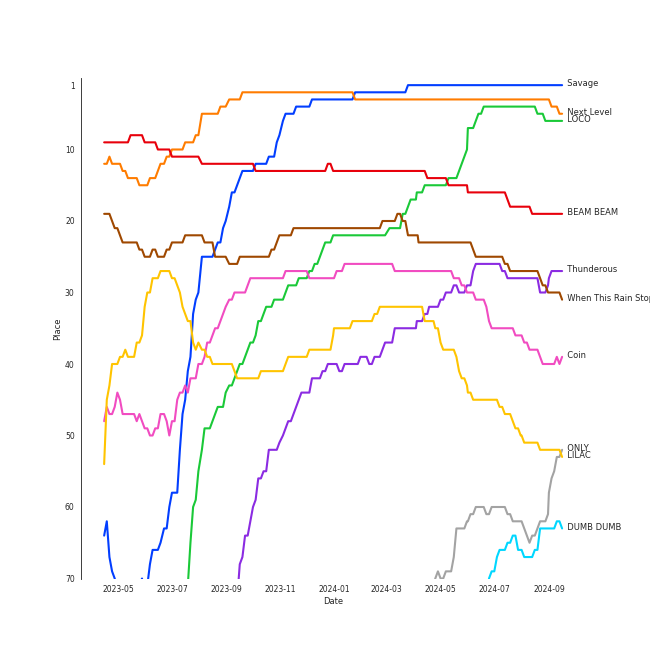 1
Savage
Next Level
LOCO
10
BEAM BEAM
20
Thunderous
30
When This Rain Stop
Place
Coin
40
50
ONLY
LILAC
60
DUMB DUMB
70
2023-05
2023-07
2023-09
2023-11
2024-01
2024-03
2024-05
2024-07
2024-09
Date